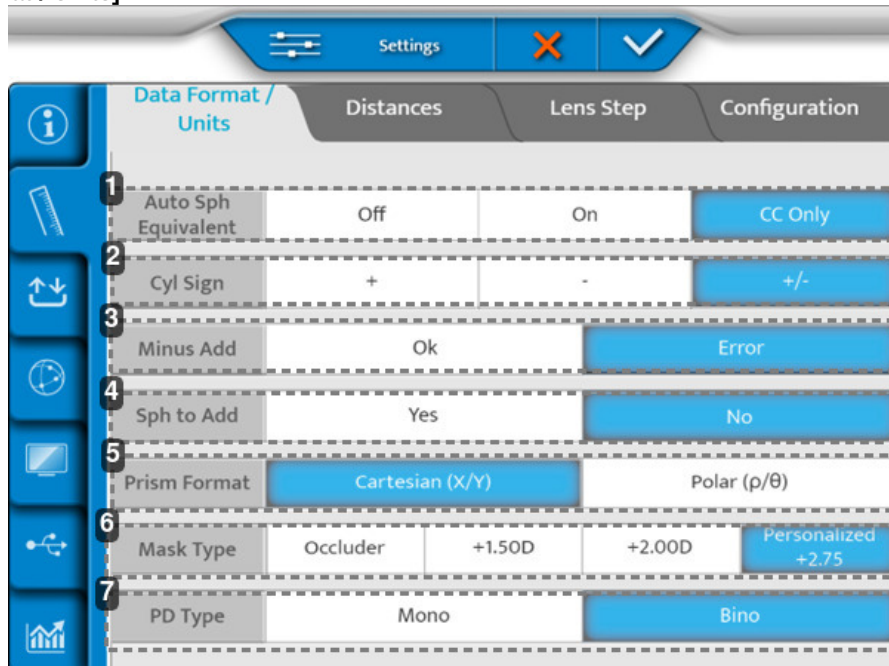 Settings
Data Format /
Units
Distances
Lens Step
Configuration
1
Auto Sph
Equivalent
Off
On
CC Only
2
Cyl Sign
+
-
+/-
3
Minus Add
Ok
Error
4
Sph to Add
Yes
No
5
Prism Format
Cartesian (X/Y)
Polar (ρ/θ)
6
Mask Type
Occluder
+1.50D
+2.00D
Personalized
+2.75
7
PD Type
Mono
Bino